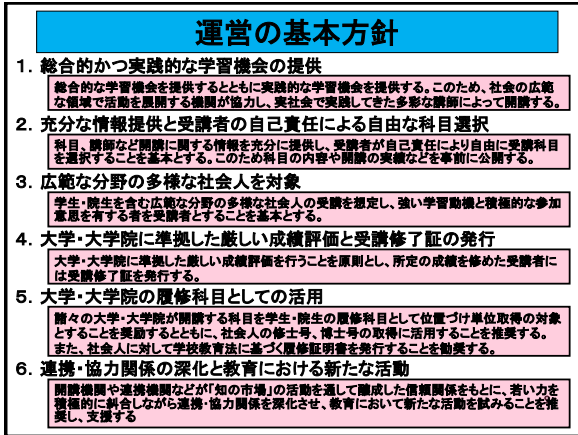 運営の基本方針
1．総合的かつ実践的な学習機会の提供
総合的な学習機会を提供するとともに実践的な学習機会を提供する。このため、社会の広範
な領域で活動を展開する機関が協力し、実社会で実践してきた多彩な講師によって開講する。
2．充分な情報提供と受講者の自己責任による自由な科目選択
科目、講師など開講に関する情報を充分に提供し、受講者が自己責任により自由に受講科目
を選択することを基本とする。このため科目の内容や開講の実績などを事前に公開する。
3．広範な分野の多様な社会人を対象
学生・院生を含む広範な分野の多様な社会人の受講を想定し、強い学習動機と積極的な参加
意思を有する者を受講者とすることを基本とする。
4．大学・大学院に準拠した厳しい成績評価と受講修了証の発行
大学・大学院に準拠した厳しい成績評価を行うことを原則とし、所定の成績を修めた受講者に
は受講修了証を発行する。
5．大学・大学院の履修科目としての活用
諸々の大学・大学院が開講する科目を学生・院生の履修科目として位置づけ単位取得の対象
とすることを奨励するとともに、社会人の修士号、博士号の取得に活用することを推奨する。
また、社会人に対して学校教育法に基づく履修証明書を発行することを勧奨する。
6．連携・協力関係の深化と教育における新たな活動
開講機関や連携機関などが「知の市場」の活動を通して醸成した信頼関係をもとに、若い力を
積極的に糾合しながら連携・協力関係を深化させ、教育において新たな活動を試みることを推
奨し、支援する